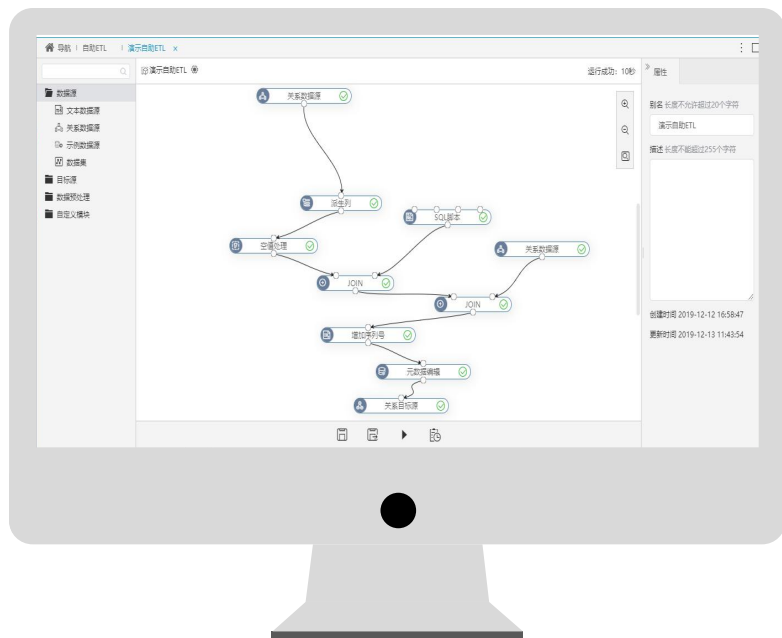 导航 自助ETL 演示自助ETL x
演示自助ETL
运行成功：10秒
属性
数据源
文本数据源
关系数据源
示例数据源
数据集
目标源
数据预处理
自定义模块
关系数据源
派生列
SQL脚本
空值处理
关系数据源
JOIN
JOIN
增加序列号
元数据编辑
关系目标源
别名 长度不允许超过20个字符
演示自助ETL
描述 长度不能超过255个字符
创建时间 2019-12-12 16:58:47
更新时间 2019-12-13 11:43:54